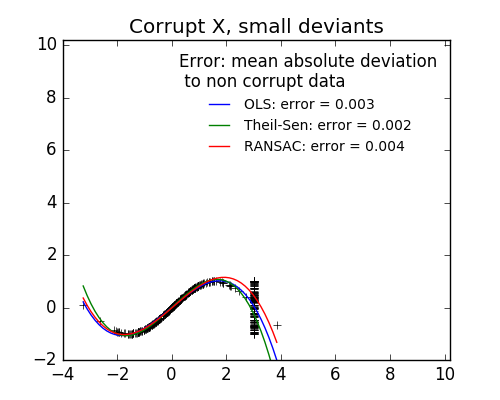 Corrupt X, small deviants
10
8
6
4
2
0
−2
Error: mean absolute deviation
to non corrupt data
OLS: error = 0.003
Theil-Sen: error = 0.002
RANSAC: error = 0.004
−4 −2 0 2 4 6 8 10